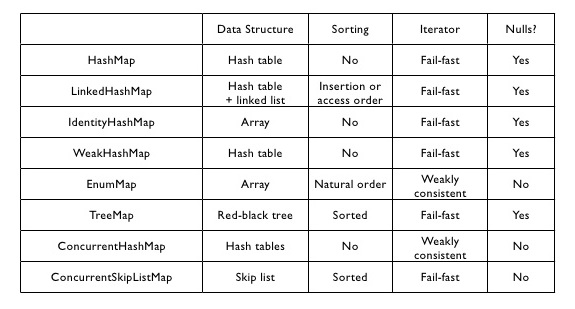 Data Structure Sorting Iterator Nulls?
HashMap Hash table No Fail-fast Yes
LinkedHashMap Hash table + linked list Insertion or access order Fail-fast Yes
IdentityHashMap Array No Fail-fast Yes
WeakHashMap Hash table No Fail-fast Yes
EnumMap Array Natural order Weakly consistent No
TreeMap Red-black tree Sorted Fail-fast Yes
ConcurrentHashMap Hash tables No Weakly consistent No
ConcurrentSkipListMap Skip list Sorted Fail-fast No